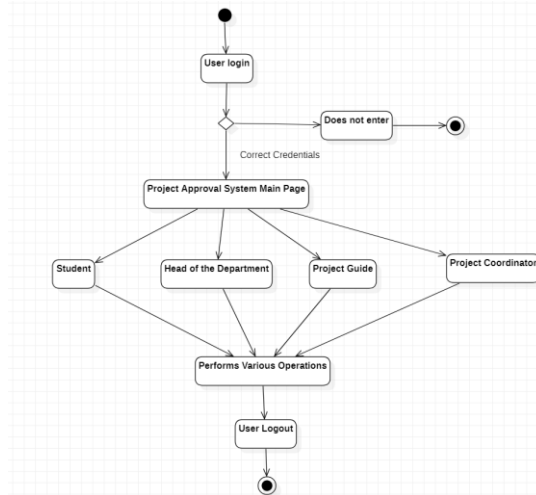 User login
Does not enter
Correct Credentials
Project Approval System Main Page
Student
Head of the Department
Project Guide
Project Coordinator
Performs Various Operations
User Logout